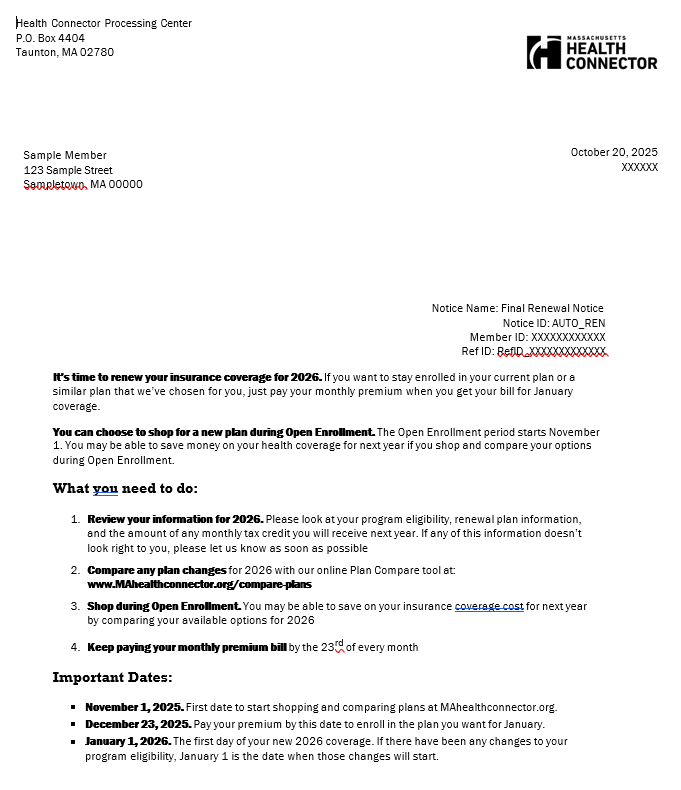 Health Connector Processing Center
P.O. Box 4404
Taunton, MA 02780
MASSACHUSETTS
HEALTH
CONNECTOR
Sample Member
123 Sample Street
Sampletown, MA 00000
October 20, 2025
XXXXXX
Notice Name: Final Renewal Notice
Notice ID: AUTO_REN
Member ID: XXXXXXXXXXXX
Ref ID: RefID_XXXXXXXXXXXXX
It's time to renew your insurance coverage for 2026. If you want to stay enrolled in your current plan or a
similar plan that we've chosen for you, just pay your monthly premium when you get your bill for January
coverage.
You can choose to shop for a new plan during Open Enrollment. The Open Enrollment period starts November
1. You may be able to save money on your health coverage for next year if you shop and compare your options
during Open Enrollment.
What you need to do:
1. Review your information for 2026. Please look at your program eligibility, renewal plan information,
and the amount of any monthly tax credit you will receive next year. If any of this information doesn't
look right to you, please let us know as soon as possible
2. Compare any plan changes for 2026 with our online Plan Compare tool at:
www.MAhealthconnector.org/compare-plans
3. Shop during Open Enrollment. You may be able to save on your insurance coverage cost for next year
by comparing your available options for 2026
4. Keep paying your monthly premium bill by the 23rd of every month
Important Dates:
▪ November 1, 2025. First date to start shopping and comparing plans at MAhealthconnector.org.
▪ December 23, 2025. Pay your premium by this date to enroll in the plan you want for January.
▪ January 1, 2026. The first day of your new 2026 coverage. If there have been any changes to your
program eligibility, January 1 is the date when those changes will start.